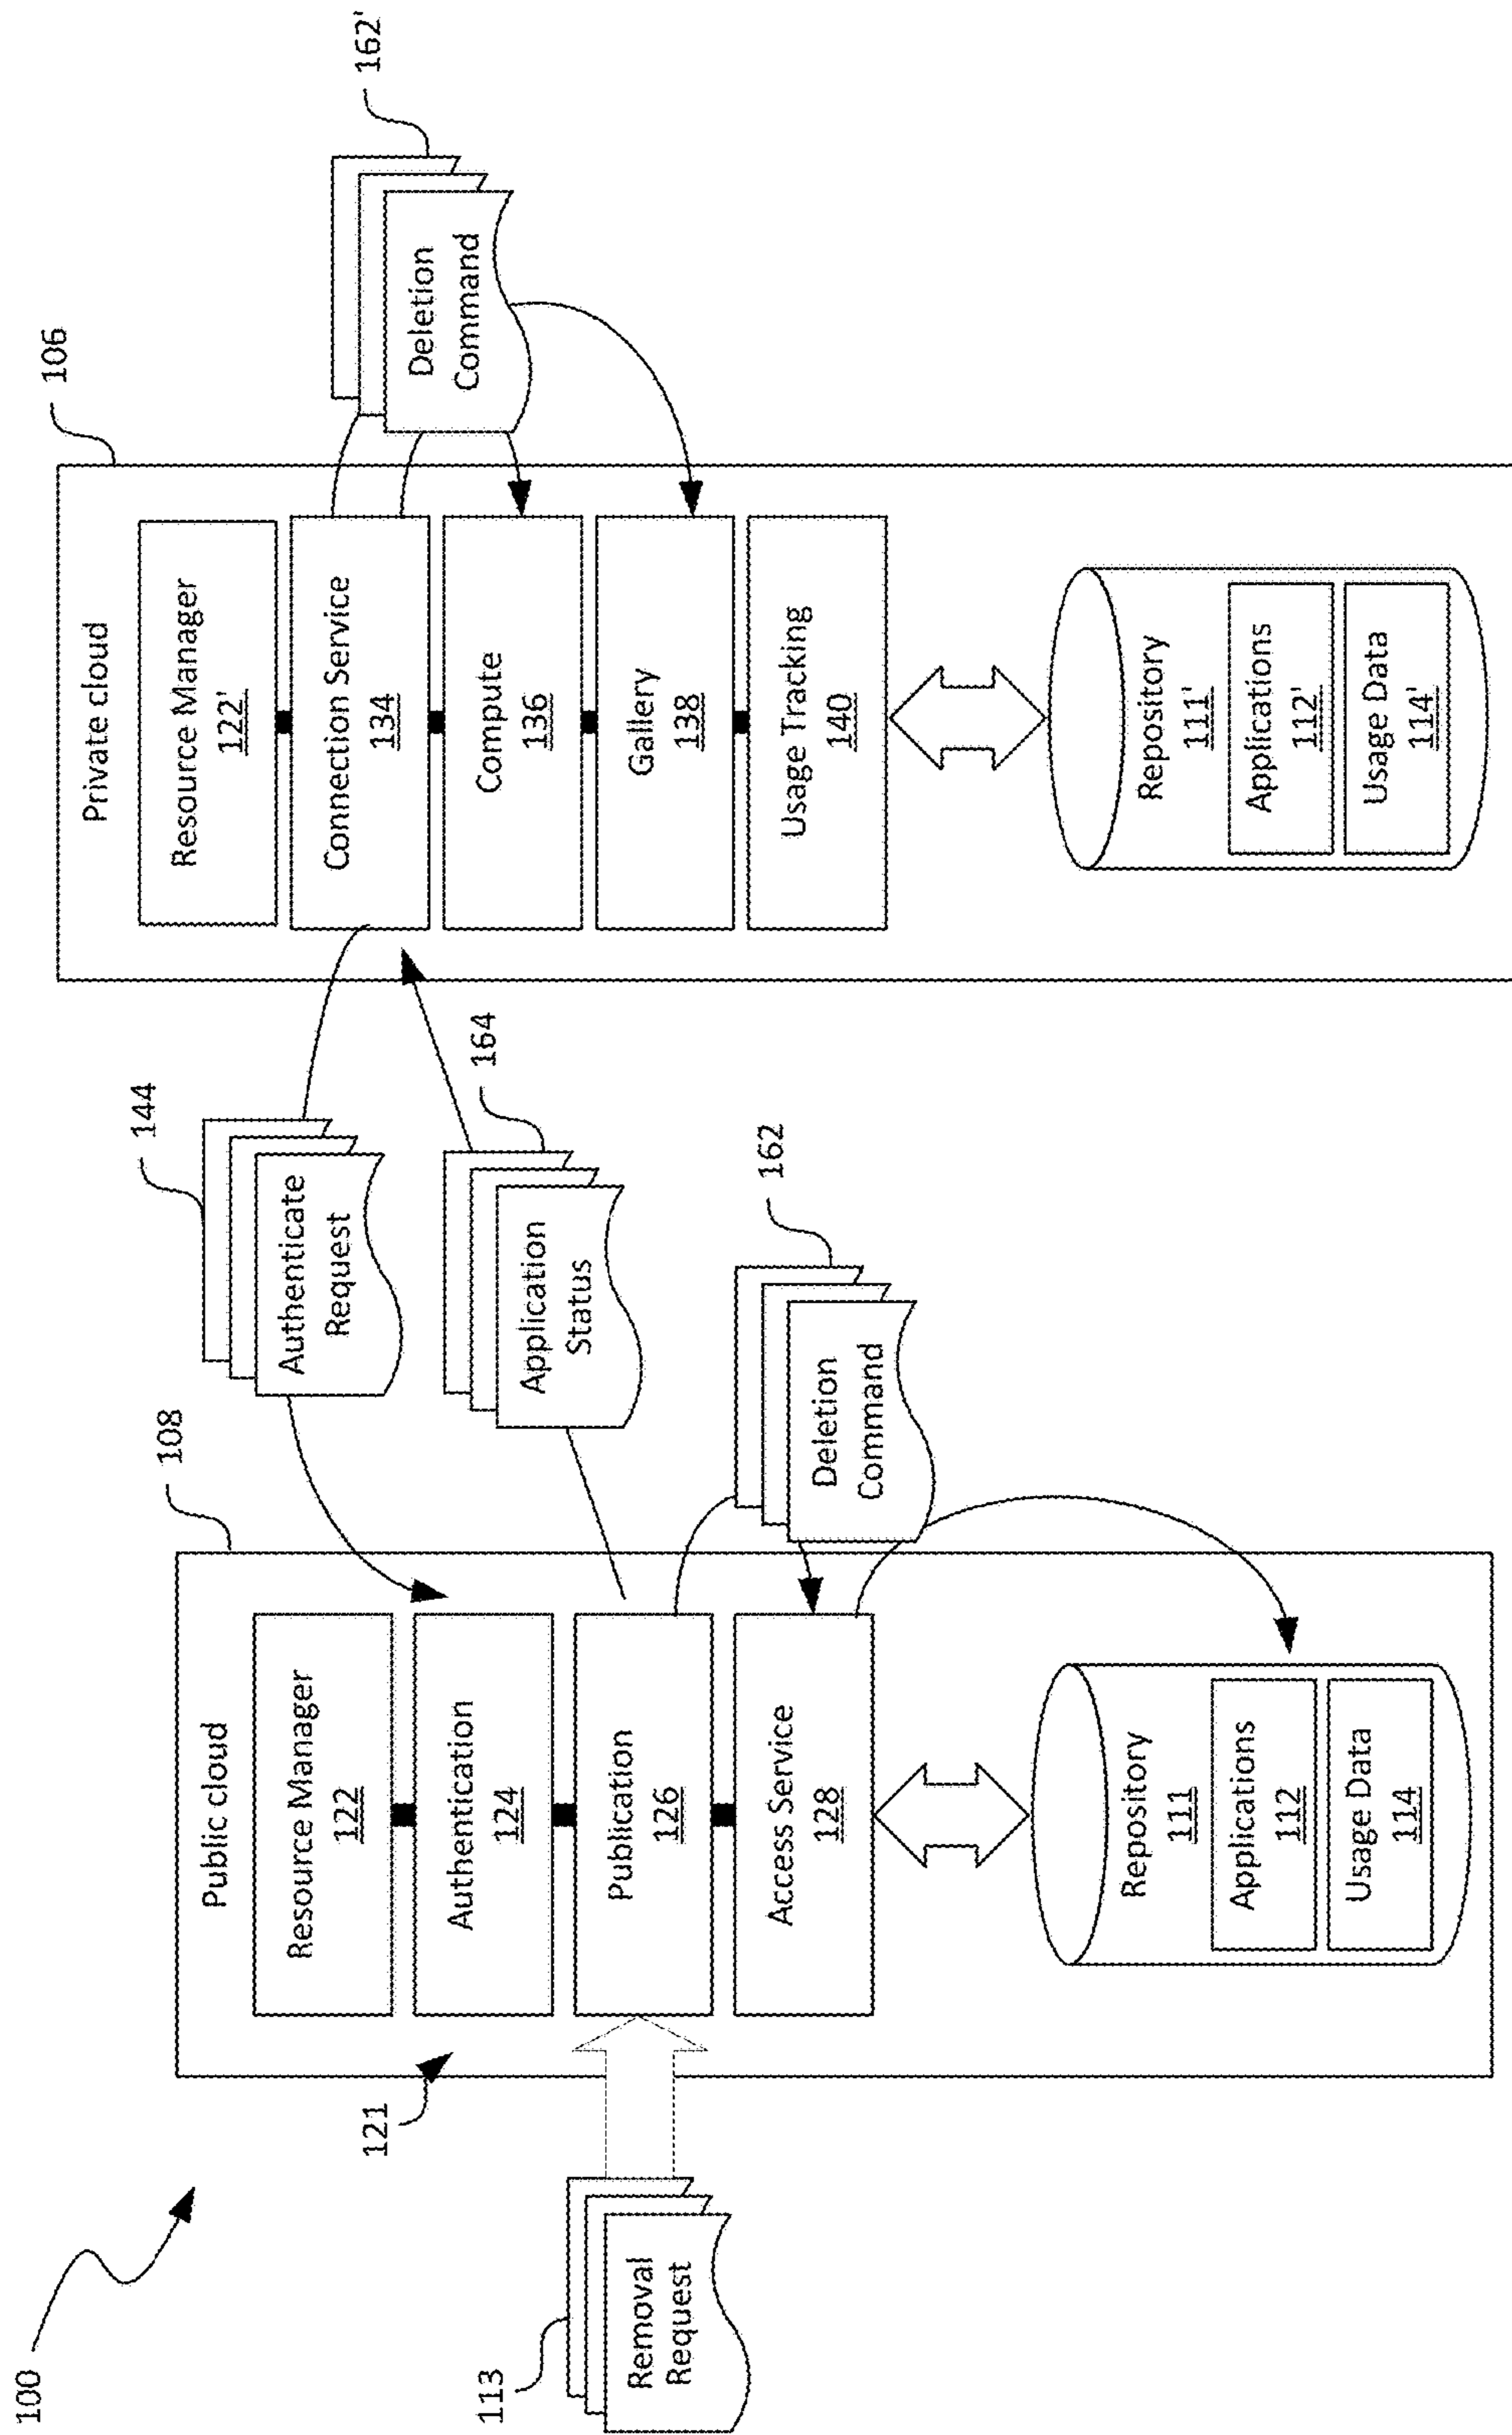 100
113
Removal
Request
121
108
Public cloud
Resource Manager
122
Authentication
124
Publication
126
Access Service
128
Repository
111
Applications
112
Usage Data
114
144
Authenticate
Request
164
Application
Status
162
Deletion
Command
106
Private cloud
Resource Manager
122'
Connection Service
134
Compute
136
Gallery
138
Usage Tracking
140
Repository
111'
Applications
112'
Usage Data
114'
162'
Deletion
Command